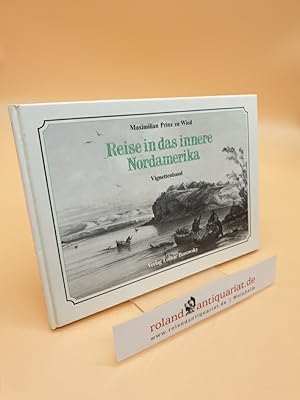 Maximilian Prinz zu Wied
Reise in das innere
Nordamerika
Vignettenband
Verlag Lothar Borowsky
roland antiquariat.de
www.rolandantiquariat.de | Weinheim